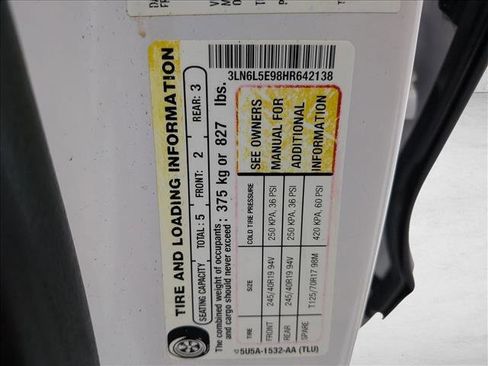 3LN6L5E98HR642138
TIRE AND LOADING INFORMATION
SEATING CAPACITY TOTAL: 5 FRONT: 2 REAR: 3
The combined weight of occupants and cargo should never exceed : 375 kg or 827 lbs.
TIRE SIZE COLD TIRE PRESSURE
FRONT 245/40R19 94V 250 KPA, 36 PSI
REAR 245/40R19 94V 250 KPA, 36 PSI
SPARE T125/70R17 98M 420 KPA, 60 PSI
SEE OWNERS
MANUAL FOR
ADDITIONAL
INFORMATION
5U5A-1532-AA (TLU)